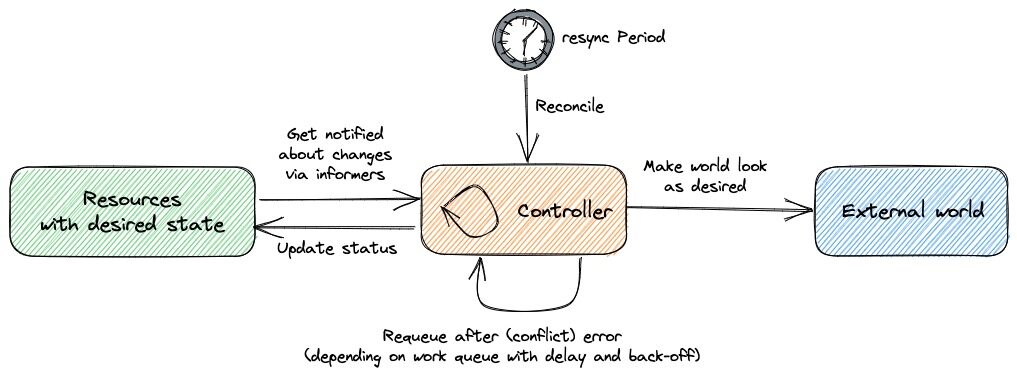 resync Period
Reconcile
Get notified
about changes
via informers
Make world look
as desired
Resources
with desired state
Controller
External world
Update status
Requeue after (conflict) error
(depending on work queue with delay and back-off)